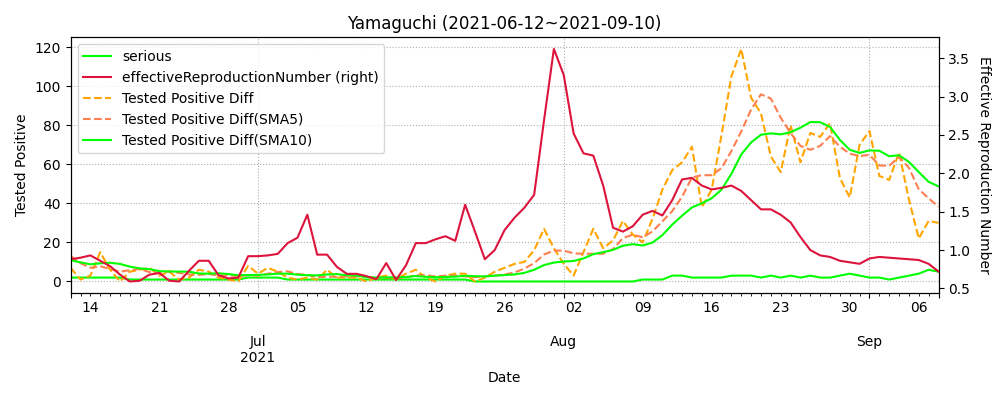 Yamaguchi (2021-06-12~2021-09-10)
serious
effectiveReproductionNumber (right)
Tested Positive Diff
Tested Positive Diff(SMA5)
Tested Positive Diff(SMA10)
Tested Positive
120
100
80
60
40
20
0
Effective Reproduction Number
3.5
3.0
2.5
2.0
1.5
1.0
0.5
14 21 28 05 12 19 26 02 09 16 23 30 06
Jul Aug Sep
2021
Date